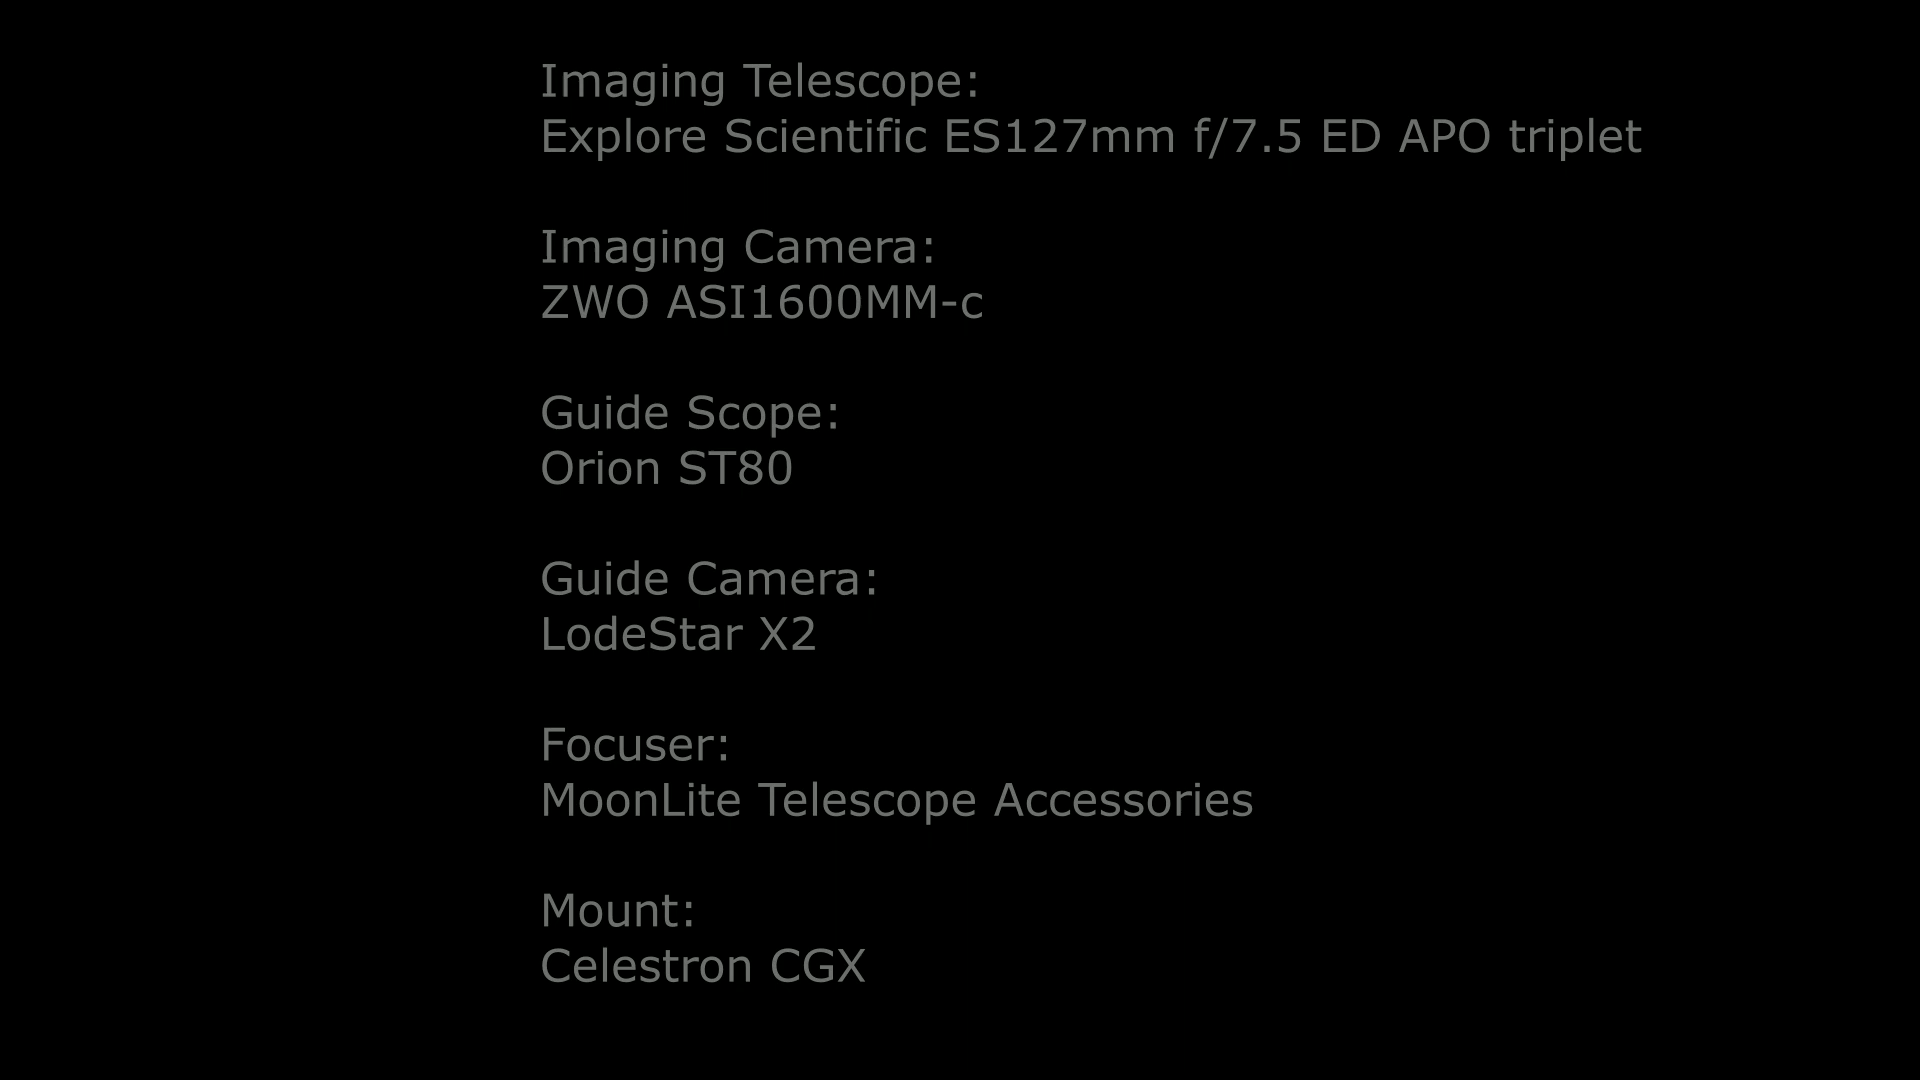 Imaging Telescope:
Explore Scientific ES127mm f/7.5 ED APO triplet
Imaging Camera:
ZWO ASI1600MM-c
Guide Scope:
Orion ST80
Guide Camera:
LodeStar X2
Focuser:
MoonLite Telescope Accessories
Mount:
Celestron CGX